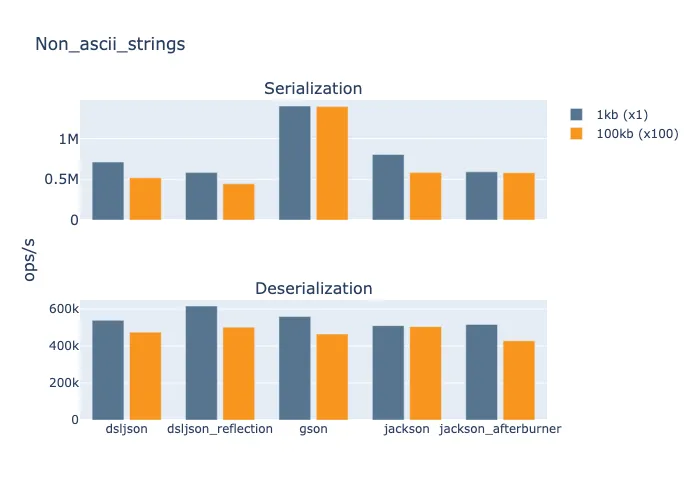 Non_ascii_strings
Serialization
1kb (x1)
100kb (x100)
1M
0.5M
0
ops/s
Deserialization
600k
400k
200k
0
dsljson dsljson_reflection gson jackson jackson_afterburner